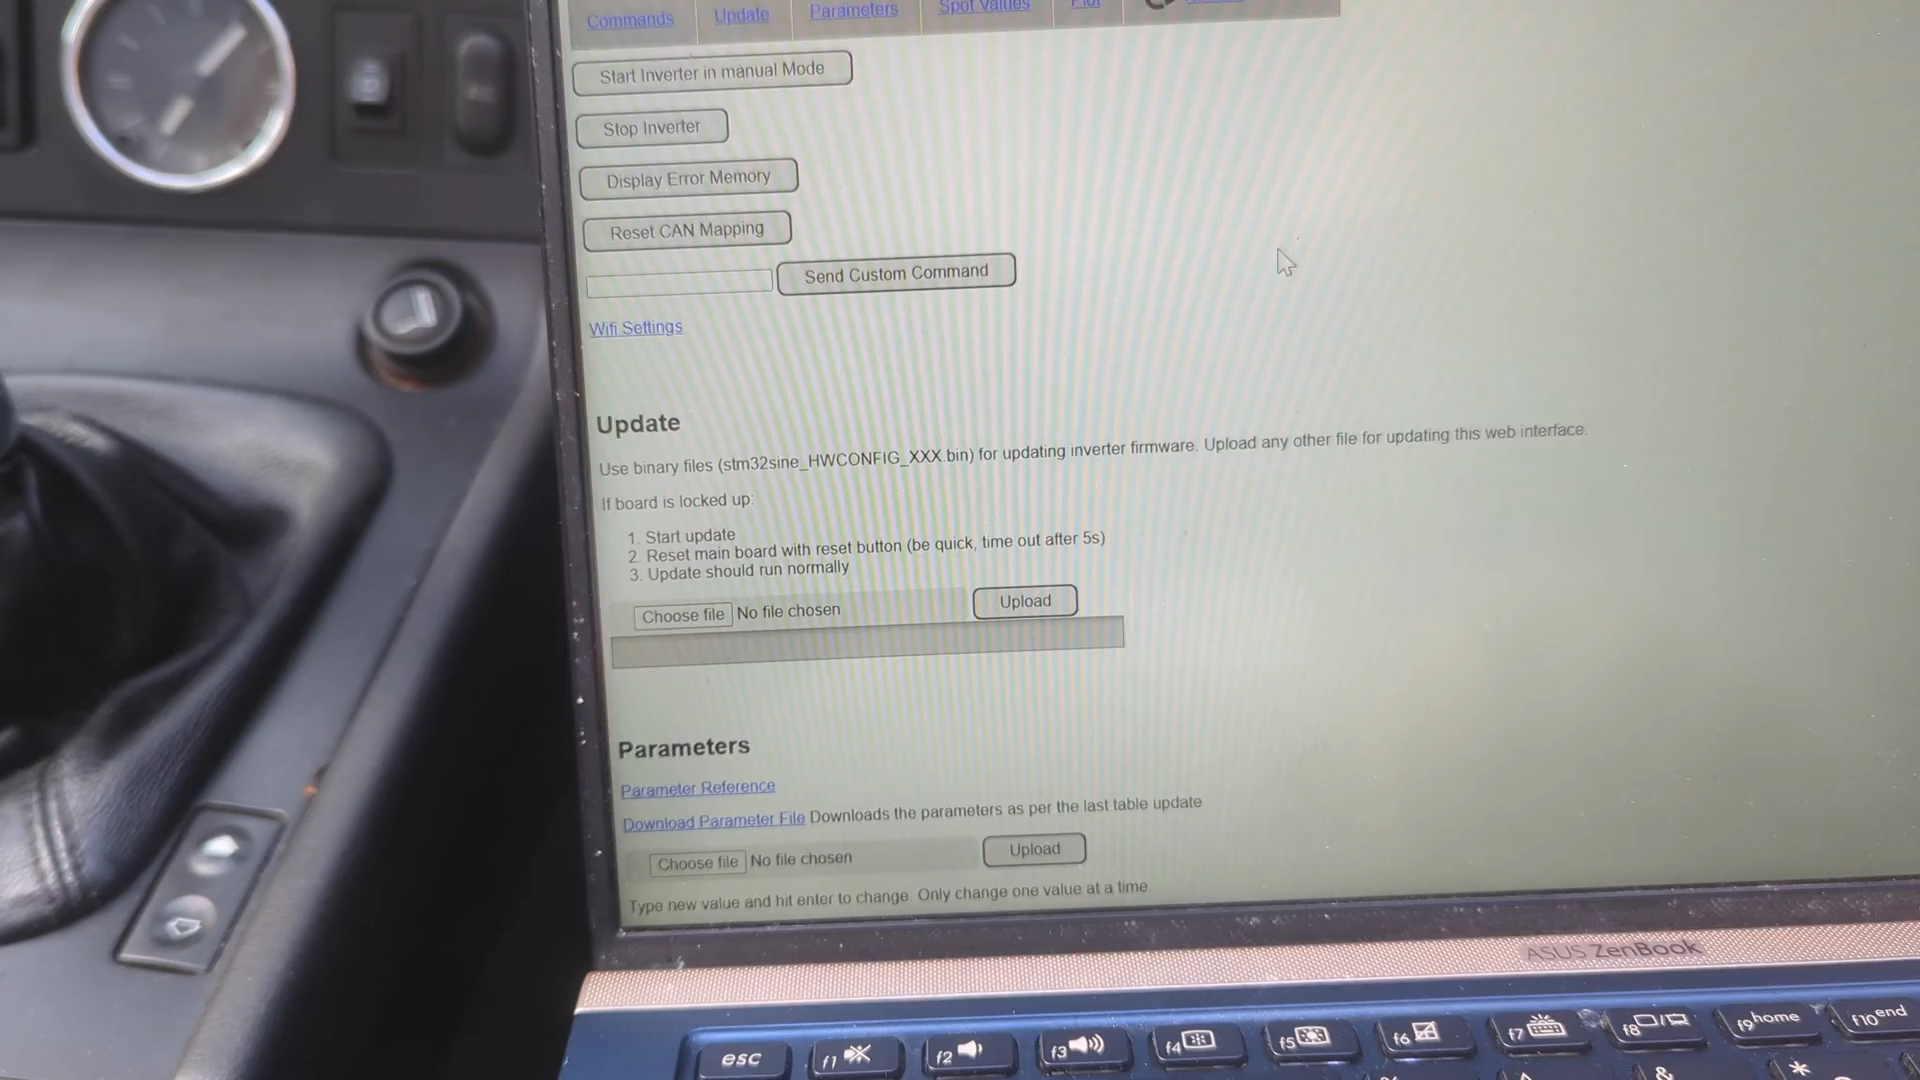 Commands Update Parameters Spot Values Plot
Start Inverter in manual Mode
Stop Inverter
Display Error Memory
Reset CAN Mapping
Send Custom Command
Wifi Settings
Update
Use binary files (stm32sine_HWCONFIG_XXX.bin) for updating inverter firmware. Upload any other file for updating this web interface.
If board is locked up:
1. Start update
2. Reset main board with reset button (be quick, time out after 5s)
3. Update should run normally
Choose file No file chosen Upload
Parameters
Parameter Reference
Download Parameter File Downloads the parameters as per the last table update
Choose file No file chosen Upload
Type new value and hit enter to change. Only change one value at a time.
ASUS ZenBook
esc f1 f2 f3 f4 f5 f6 f7 f8 f9 home f10 end
& *